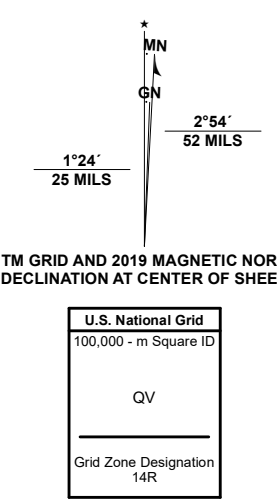 ★
MN
GN
2°54´
52 MILS
1°24´
25 MILS
TM GRID AND 2019 MAGNETIC NOR
DECLINATION AT CENTER OF SHEE
U.S. National Grid
100,000 - m Square ID
QV
Grid Zone Designation
14R